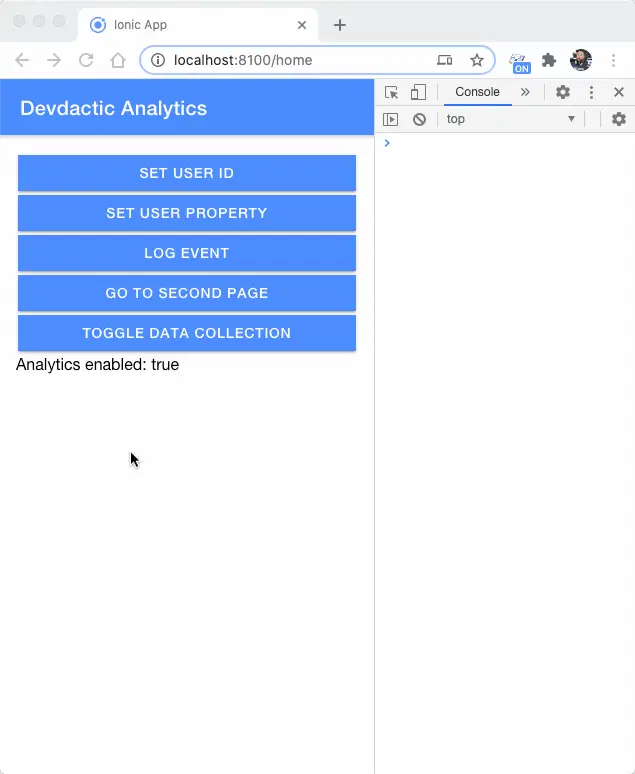 Ionic App
localhost:8100/home
ON
Devdactic Analytics
Console
top
SET USER ID
SET USER PROPERTY
LOG EVENT
GO TO SECOND PAGE
TOGGLE DATA COLLECTION
Analytics enabled: true